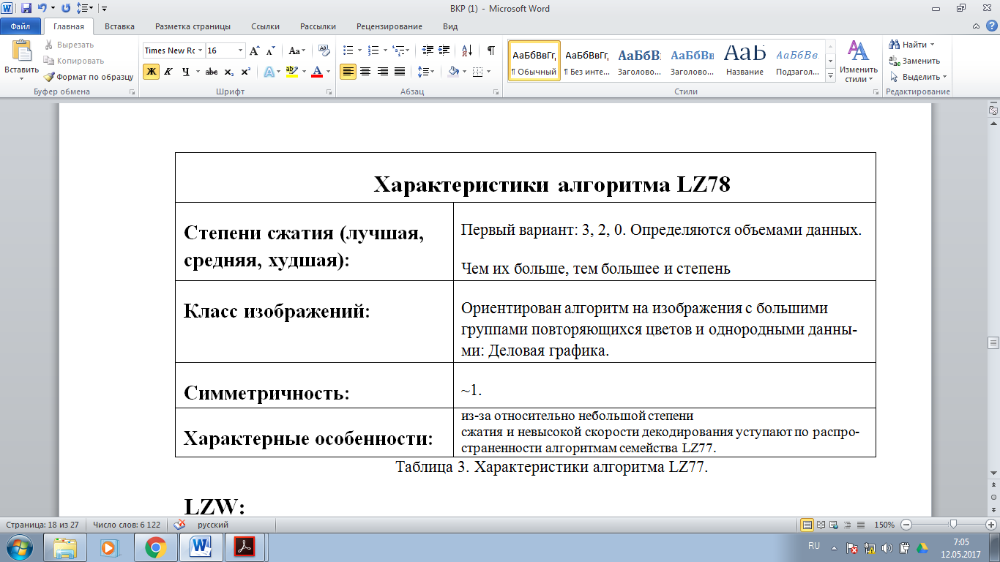 ВКР (1) - Microsoft Word
Файл Главная Вставка Разметка страницы Ссылки Рассылки Рецензирование Вид
Вставить
Вырезать
Копировать
Формат по образцу
Буфер обмена
Times New Ro 16
Ж К Ч abc x₂ x²
Шрифт
Абзац
АаБбВвГг, АаБбВвГг, АаБбВ АаБбВв АаБ АаБбВв.
¶ Обычный ¶ Без инте... Заголово... Заголово... Название Подзагол...
Стили
Изменить
стили
Найти
Заменить
Выделить
Редактирование
Характеристики алгоритма LZ78
Степени сжатия (лучшая,
средняя, худшая):
Первый вариант: 3, 2, 0. Определяются объемами данных.
Чем их больше, тем большее и степень
Класс изображений:
Ориентирован алгоритм на изображения с большими
группами повторяющихся цветов и однородными данны-
ми: Деловая графика.
Симметричность:
~1.
Характерные особенности:
из-за относительно небольшой степени
сжатия и невысокой скорости декодирования уступают по распро-
страненности алгоритмам семейства LZ77.
Таблица 3. Характеристики алгоритма LZ77.
LZW:
Страница: 18 из 27 Число слов: 6 122 русский 150%
RU 7:05
12.05.2017